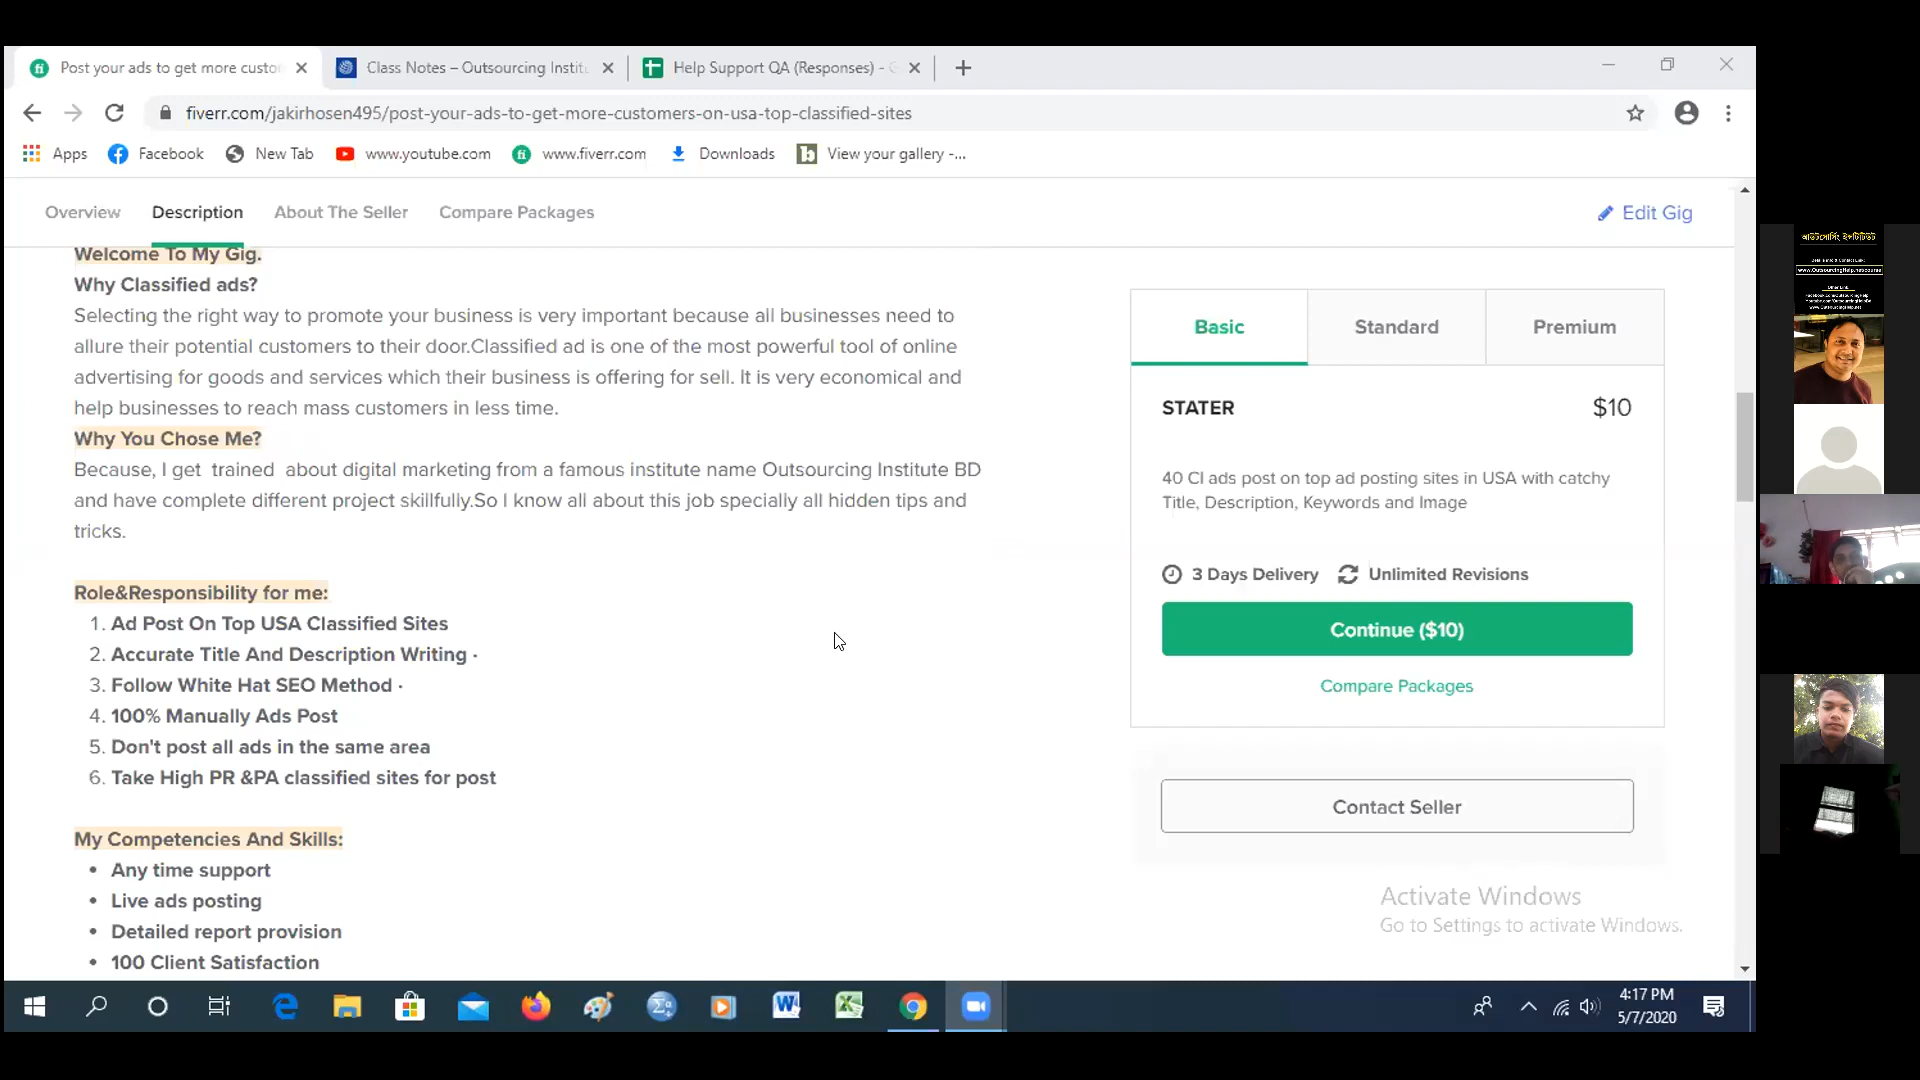 Post your ads to get more custo
Class Notes – Outsourcing Institu
Help Support QA (Responses) - G
fiverr.com/jakirhosen495/post-your-ads-to-get-more-customers-on-usa-top-classified-sites
Apps
Facebook
New Tab
www.youtube.com
www.fiverr.com
Downloads
View your gallery -...
Overview
Description
About The Seller
Compare Packages
Edit Gig
Welcome To My Gig.
Why Classified ads?
Selecting the right way to promote your business is very important because all businesses need to
allure their potential customers to their door.Classified ad is one of the most powerful tool of online
advertising for goods and services which their business is offering for sell. It is very economical and
help businesses to reach mass customers in less time.
Why You Chose Me?
Because, I get  trained  about digital marketing from a famous institute name Outsourcing Institute BD
and have complete different project skillfully.So I know all about this job specially all hidden tips and
tricks.
Role&Responsibility for me:
1. Ad Post On Top USA Classified Sites
2. Accurate Title And Description Writing ·
3. Follow White Hat SEO Method ·
4. 100% Manually Ads Post
5. Don't post all ads in the same area
6. Take High PR &PA classified sites for post
My Competencies And Skills:
• Any time support
• Live ads posting
• Detailed report provision
• 100 Client Satisfaction
Basic
Standard
Premium
STATER
$10
40 Cl ads post on top ad posting sites in USA with catchy
Title, Description, Keywords and Image
3 Days Delivery
Unlimited Revisions
Continue ($10)
Compare Packages
Contact Seller
Activate Windows
Go to Settings to activate Windows.
4:17 PM
5/7/2020
আউটসোর্সিং ইন্সটিটিউট